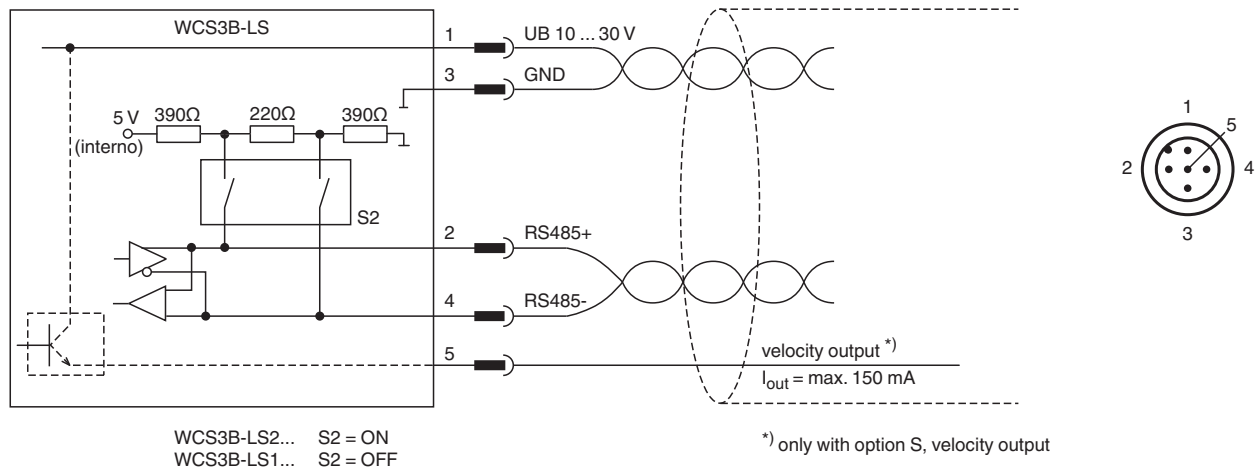 WCS3B-LS
1
UB 10 ... 30 V
3
GND
5 V
(interno)
390Ω
220Ω
390Ω
S2
2
RS485+
4
RS485-
5
velocity output *)
Iout = max. 150 mA
WCS3B-LS2... S2 = ON
WCS3B-LS1... S2 = OFF
*) only with option S, velocity output
1
5
2
4
3